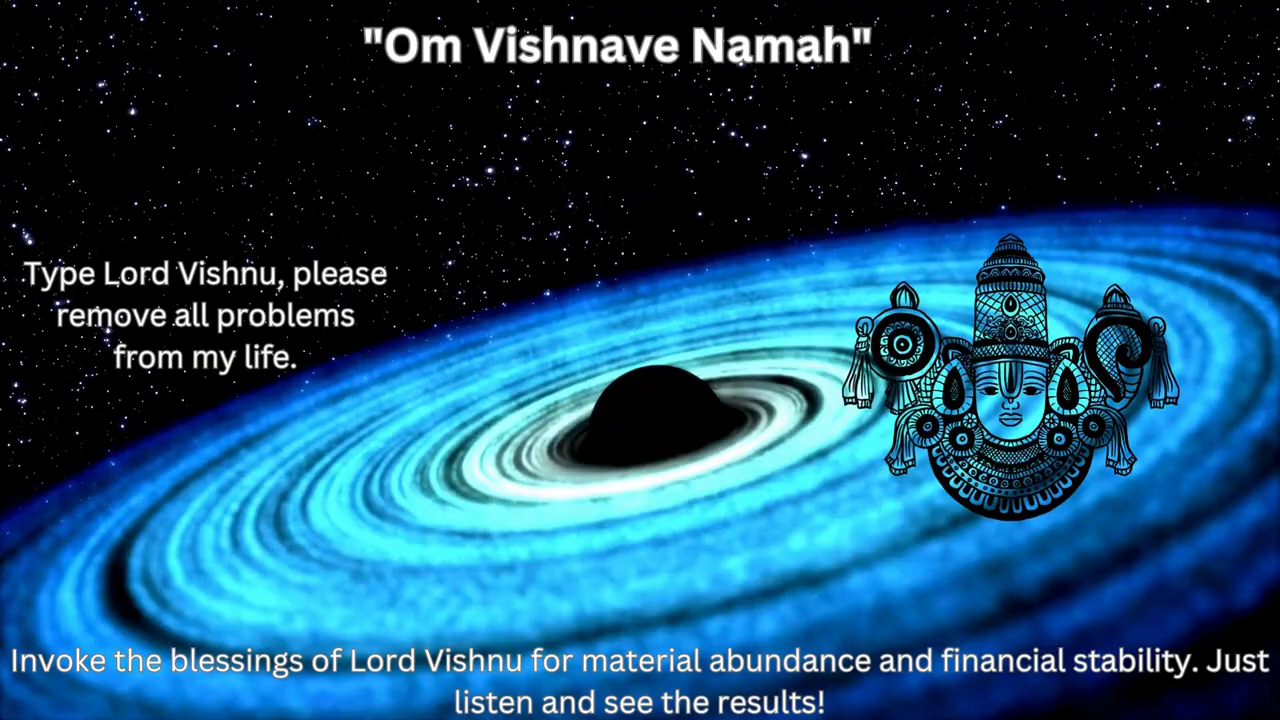 "Om Vishnave Namah"
Type Lord Vishnu, please
remove all problems
from my life.
Invoke the blessings of Lord Vishnu for material abundance and financial stability. Just
listen and see the results!